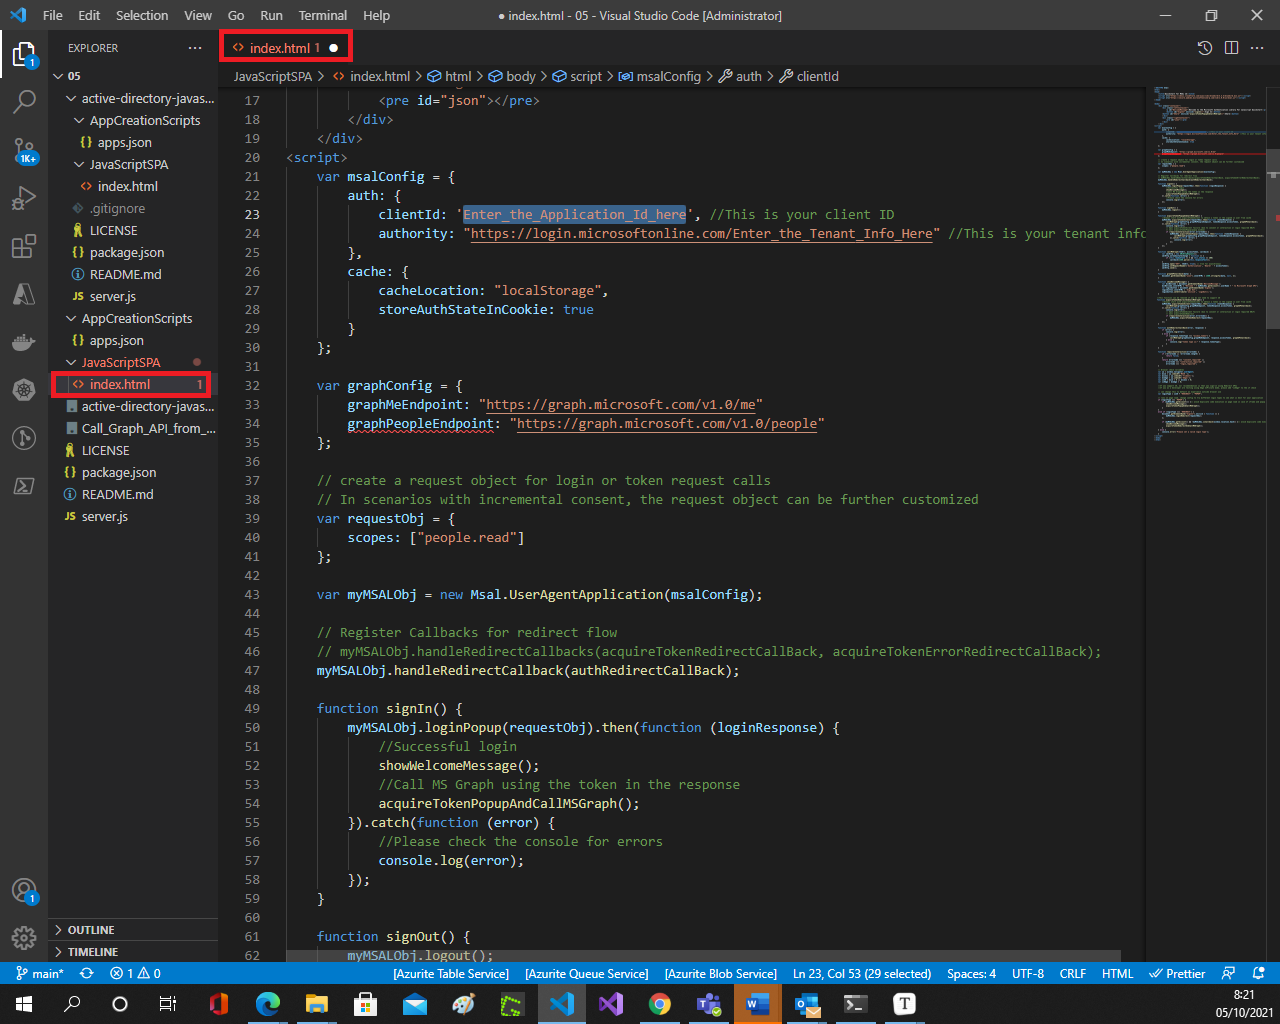 File Edit Selection View Go Run Terminal Help
● index.html - 05 - Visual Studio Code [Administrator]
EXPLORER
index.html 1
JavaScriptSPA > index.html > html > body > script > msalConfig > auth > clientId
05
active-directory-javas...
AppCreationScripts
apps.json
JavaScriptSPA
index.html
.gitignore
LICENSE
package.json
README.md
server.js
AppCreationScripts
apps.json
JavaScriptSPA
index.html 1
active-directory-javas...
Call_Graph_API_from_...
LICENSE
package.json
README.md
server.js
OUTLINE
TIMELINE
1
1K+
1
17 <pre id="json"></pre>
18 </div>
19 </div>
20 <script>
21 var msalConfig = {
22 auth: {
23 clientId: 'Enter_the_Application_Id_here', //This is your client ID
24 authority: "https://login.microsoftonline.com/Enter_the_Tenant_Info_Here" //This is your tenant info
25 },
26 cache: {
27 cacheLocation: "localStorage",
28 storeAuthStateInCookie: true
29 }
30 };
31
32 var graphConfig = {
33 graphMeEndpoint: "https://graph.microsoft.com/v1.0/me"
34 graphPeopleEndpoint: "https://graph.microsoft.com/v1.0/people"
35 };
36
37 // create a request object for login or token request calls
38 // In scenarios with incremental consent, the request object can be further customized
39 var requestObj = {
40 scopes: ["people.read"]
41 };
42
43 var myMSALObj = new Msal.UserAgentApplication(msalConfig);
44
45 // Register Callbacks for redirect flow
46 // myMSALObj.handleRedirectCallbacks(acquireTokenRedirectCallBack, acquireTokenErrorRedirectCallBack);
47 myMSALObj.handleRedirectCallback(authRedirectCallBack);
48
49 function signIn() {
50 myMSALObj.loginPopup(requestObj).then(function (loginResponse) {
51 //Successful login
52 showWelcomeMessage();
53 //Call MS Graph using the token in the response
54 acquireTokenPopupAndCallMSGraph();
55 }).catch(function (error) {
56 //Please check the console for errors
57 console.log(error);
58 });
59 }
60
61 function signOut() {
62 myMSALObj.logout();
main* 1 0 [Azurite Table Service] [Azurite Queue Service] [Azurite Blob Service] Ln 23, Col 53 (29 selected) Spaces: 4 UTF-8 CRLF HTML Prettier
8:21
05/10/2021